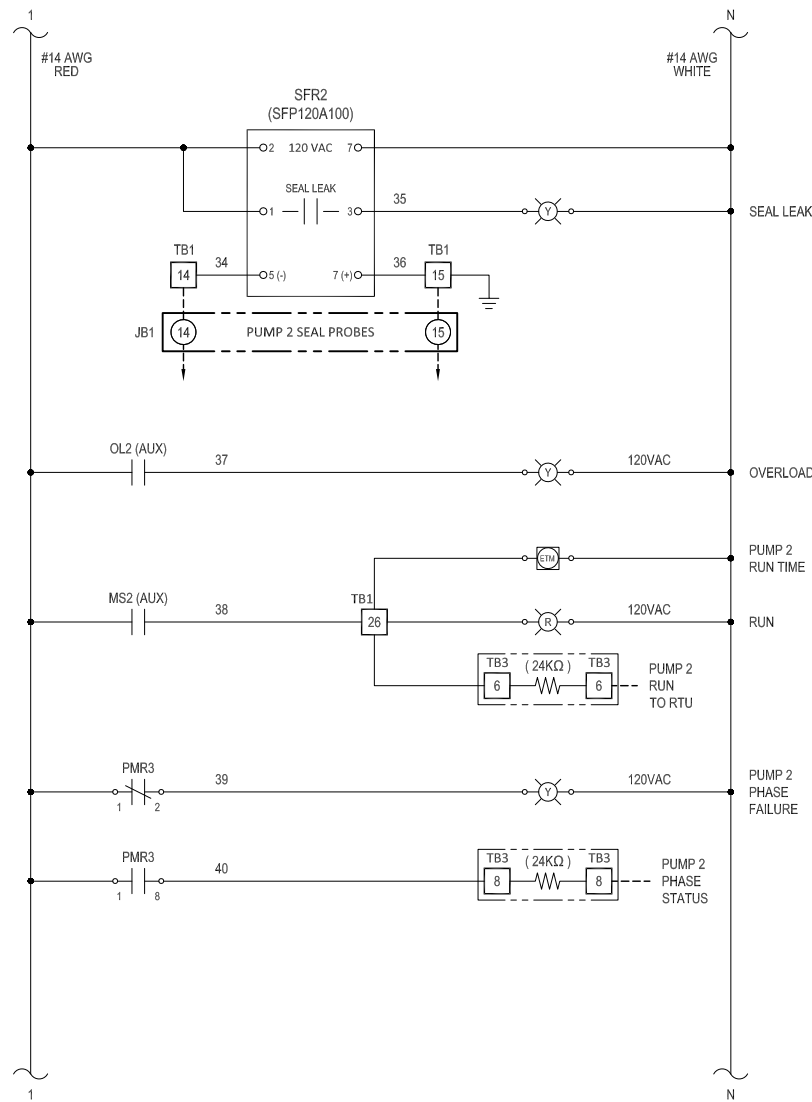 1
N
#14 AWG
RED
#14 AWG
WHITE
SFR2
(SFP120A100)
2 120 VAC 7
SEAL LEAK
1 3
35
Y
SEAL LEAK
TB1
34
36
TB1
14
5 (-)
7 (+)
15
JB1
14
PUMP 2 SEAL PROBES
15
OL2 (AUX)
37
Y
120VAC
OVERLOAD
ETM
PUMP 2
RUN TIME
MS2 (AUX)
38
TB1
26
R
120VAC
RUN
TB3 ( 24KΩ ) TB3
6 6
PUMP 2
RUN
TO RTU
PMR3
1 2
39
Y
120VAC
PUMP 2
PHASE
FAILURE
PMR3
1 8
40
TB3 ( 24KΩ ) TB3
8 8
PUMP 2
PHASE
STATUS
1
N